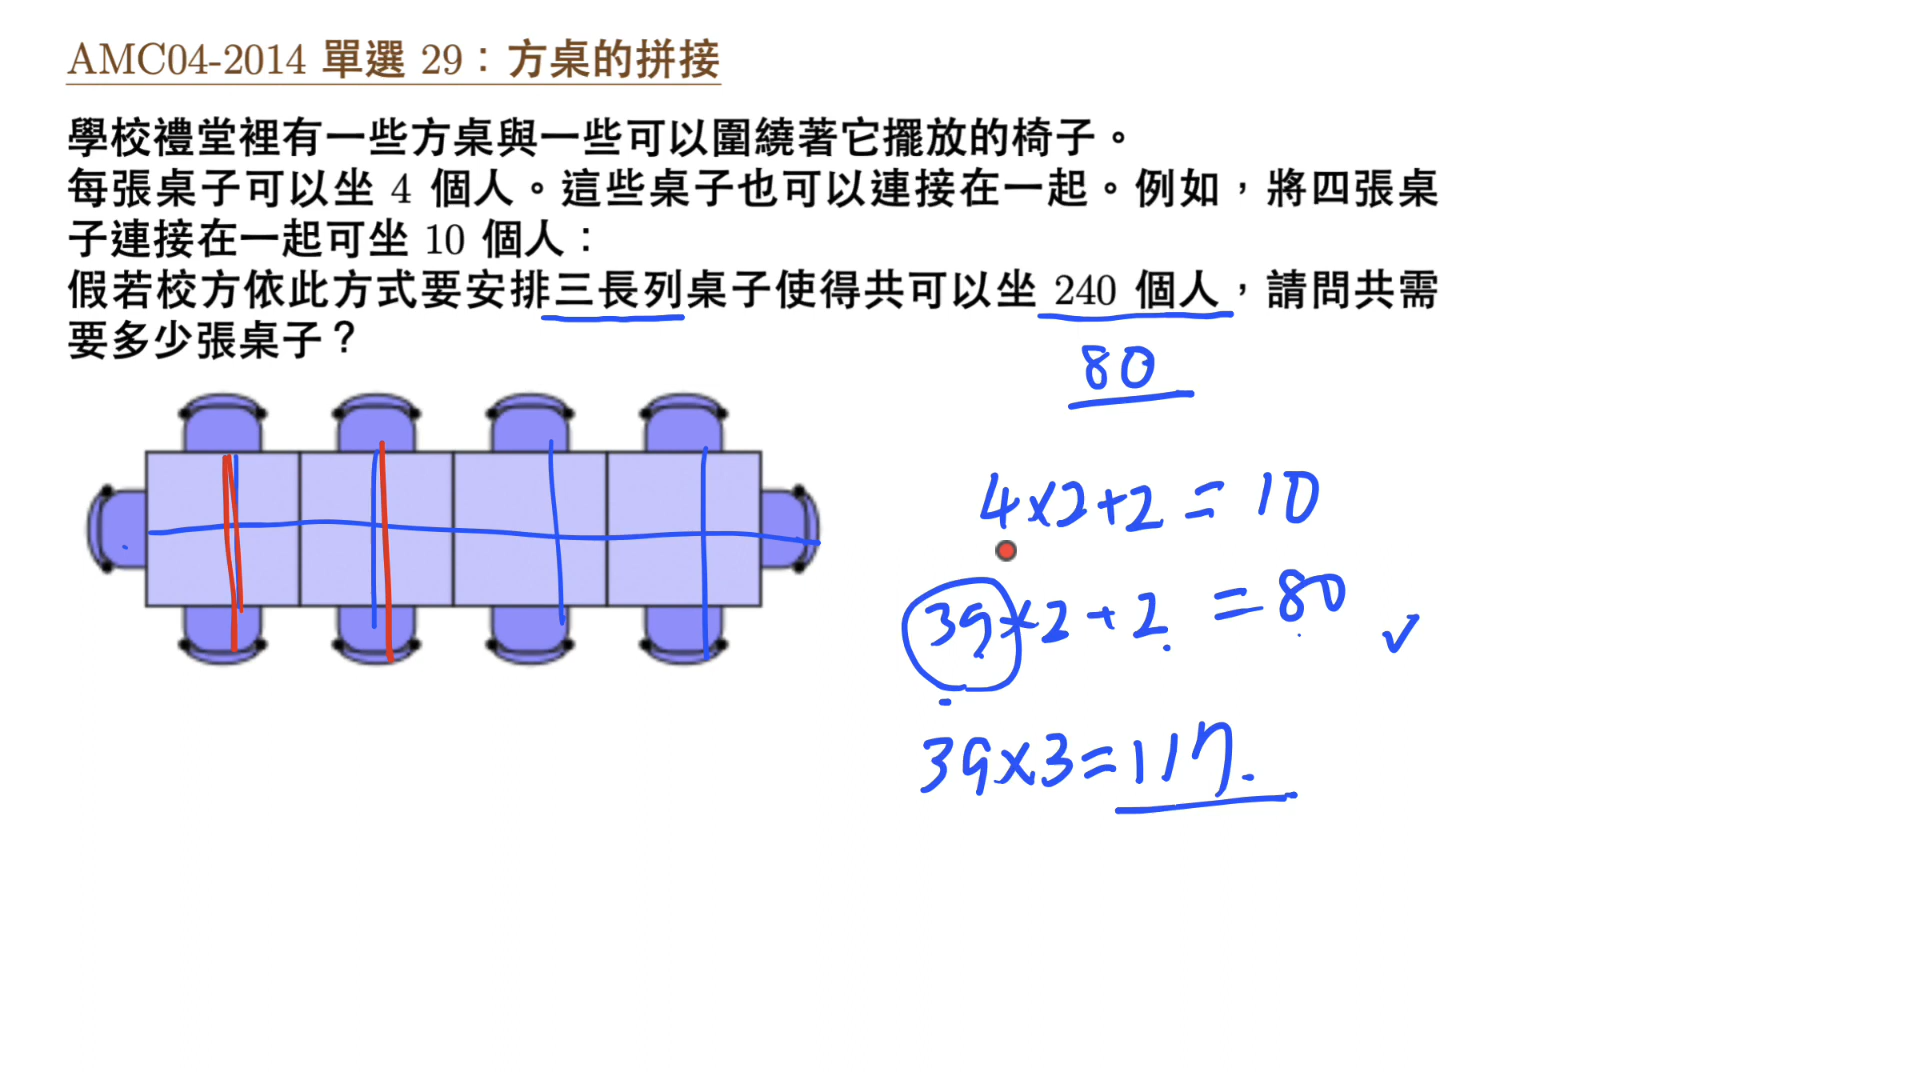 AMC04-2014 單選 29：方桌的拼接
學校禮堂裡有一些方桌與一些可以圍繞著它擺放的椅子。
每張桌子可以坐 4 個人。這些桌子也可以連接在一起。例如，將四張桌
子連接在一起可坐 10 個人：
假若校方依此方式要安排三長列桌子使得共可以坐 240 個人，請問共需
要多少張桌子？
80
4×2+2=10
39×2+2=80 ✓
39×3=117.